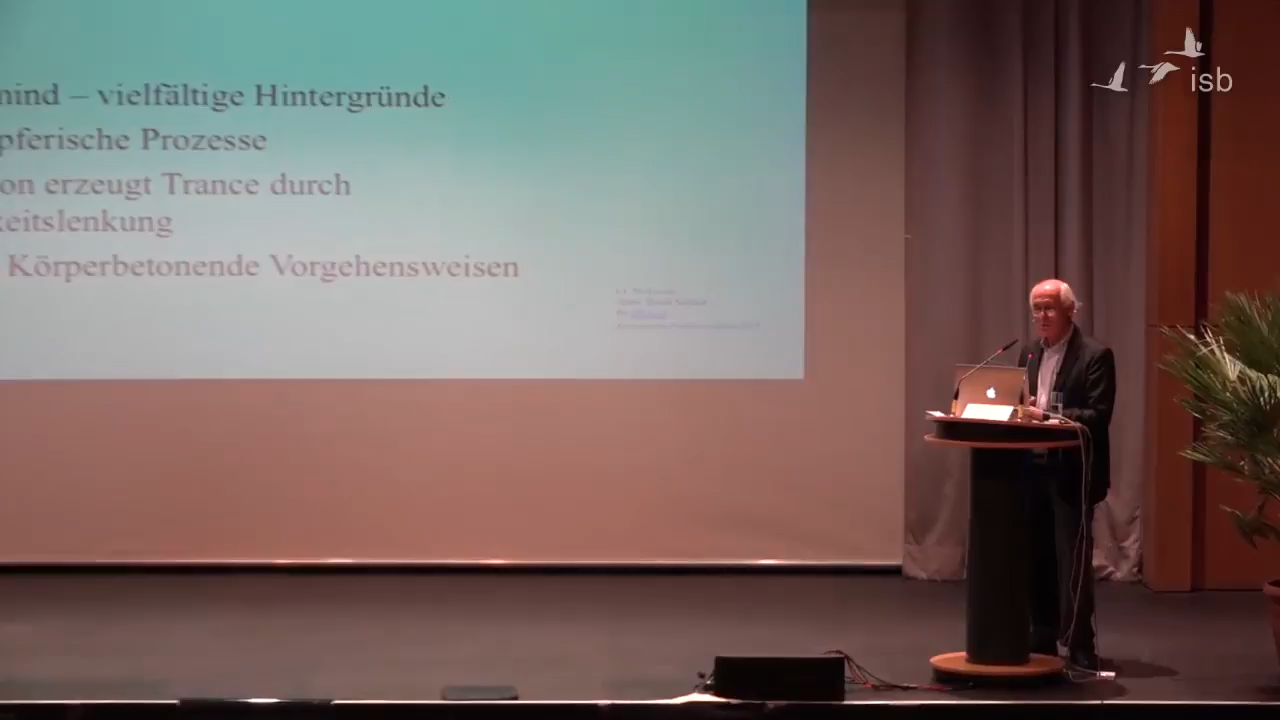 mind – vielfältige Hintergründe
pferische Prozesse
on erzeugt Trance durch
keitslenkung
Körperbetonende Vorgehensweisen
isb